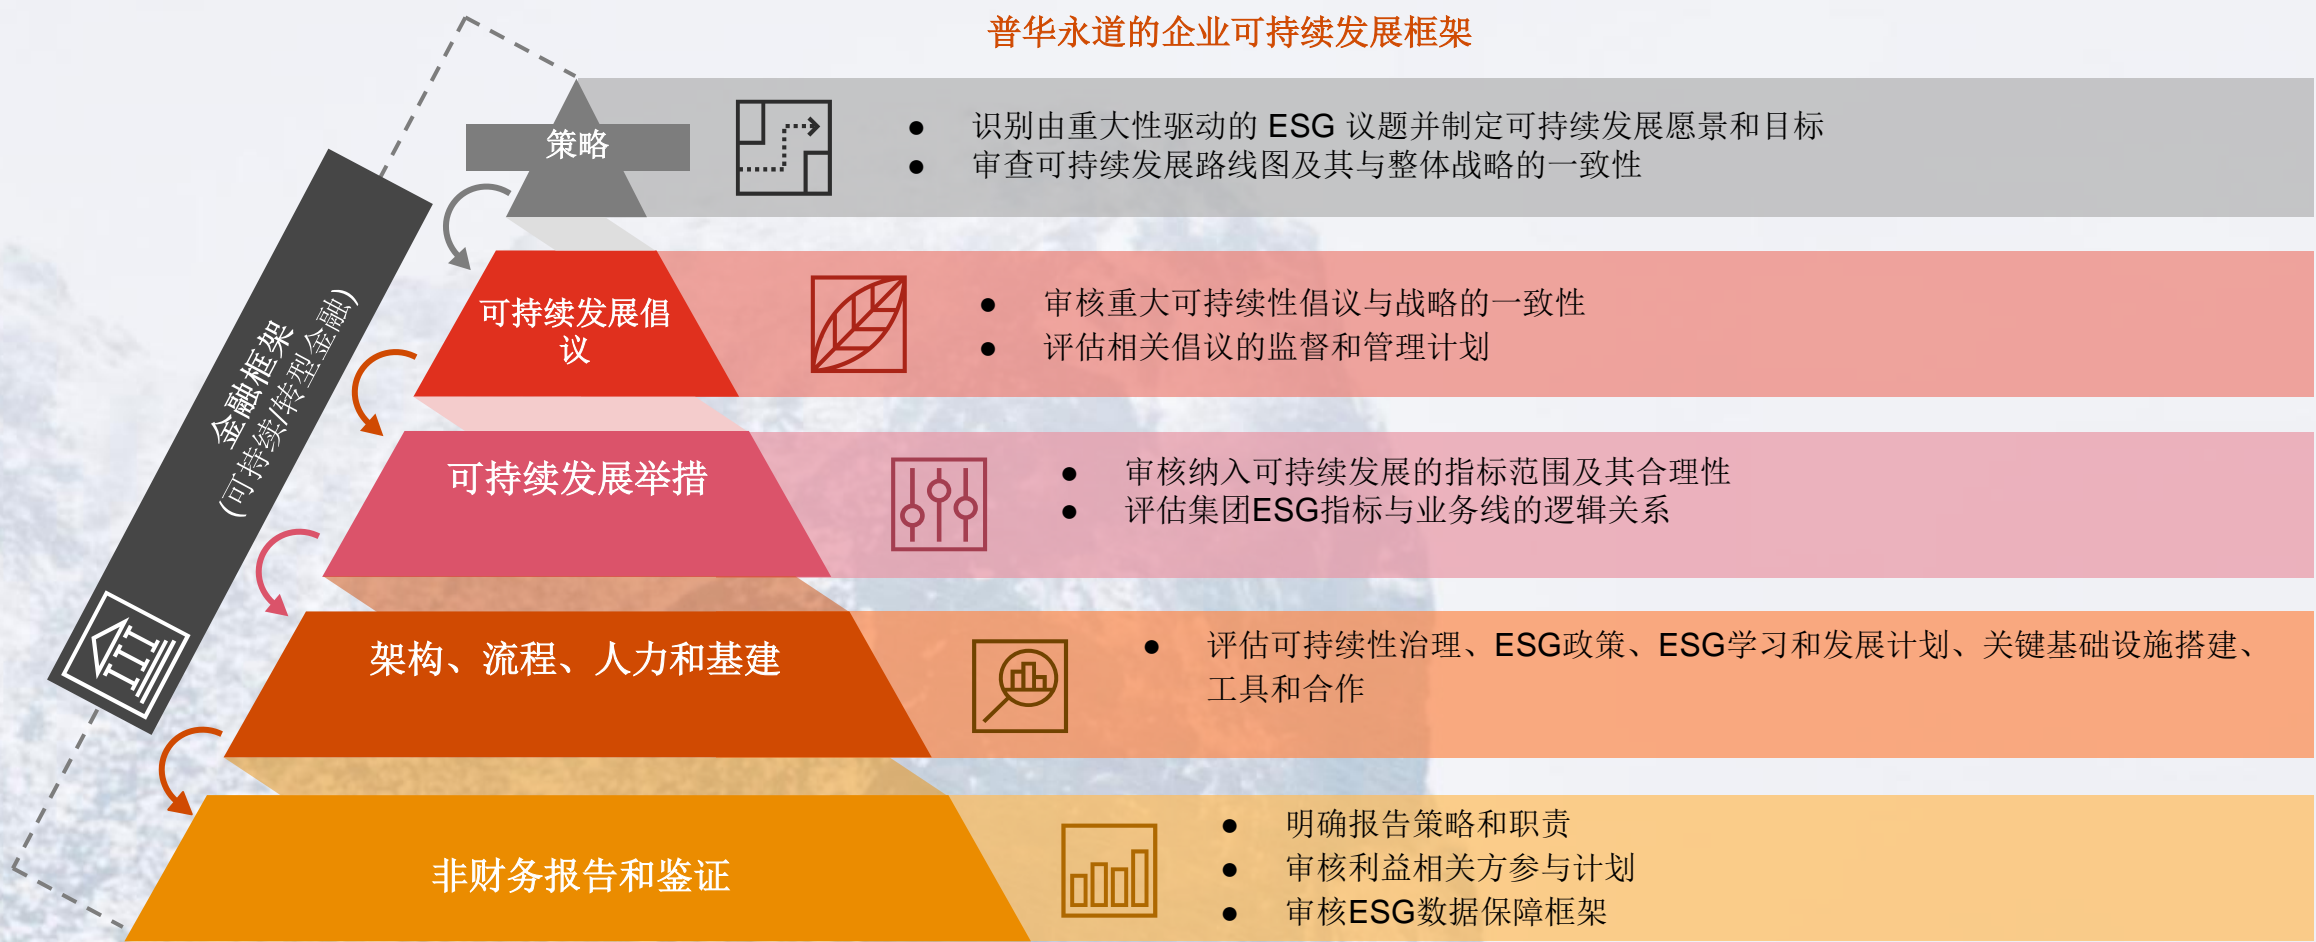 普华永道的企业可持续发展框架
策略
● 识别由重大性驱动的 ESG 议题并制定可持续发展愿景和目标
● 审查可持续发展路线图及其与整体战略的一致性
可持续发展倡
议
● 审核重大可持续性倡议与战略的一致性
● 评估相关倡议的监督和管理计划
金融框架
(可持续/转型金融)
可持续发展举措
● 审核纳入可持续发展的指标范围及其合理性
● 评估集团ESG指标与业务线的逻辑关系
架构、流程、人力和基建
● 评估可持续性治理、ESG政策、ESG学习和发展计划、关键基础设施搭建、
工具和合作
非财务报告和鉴证
● 明确报告策略和职责
● 审核利益相关方参与计划
● 审核ESG数据保障框架